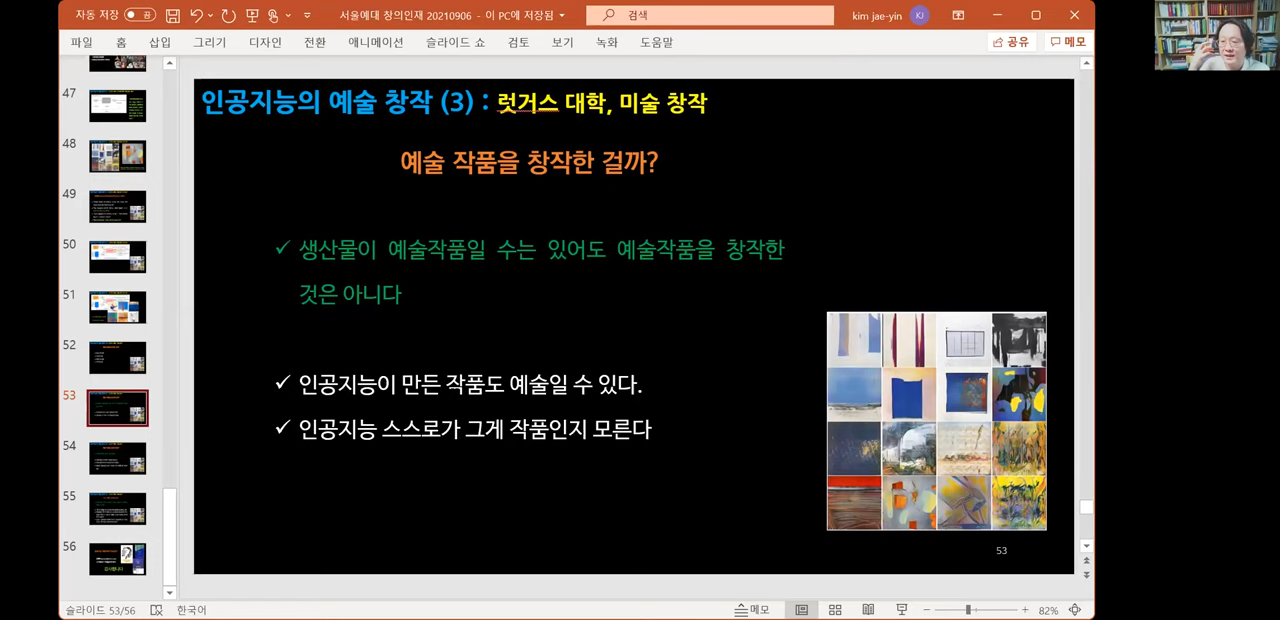 자동 저장 끔
서울예대 창의인재 20210906 - 이 PC에 저장됨
검색
kim jae-yin KJ
파일 홈 삽입 그리기 디자인 전환 애니메이션 슬라이드 쇼 검토 보기 녹화 도움말 공유 메모
47
48
49
50
51
52
53
54
55
56
인공지능의 예술 창작 (3) : 럿거스 대학, 미술 창작
예술 작품을 창작한 걸까?
✓ 생산물이 예술작품일 수는 있어도 예술작품을 창작한
것은 아니다
✓ 인공지능이 만든 작품도 예술일 수 있다.
✓ 인공지능 스스로가 그게 작품인지 모른다
53
슬라이드 53/56 한국어 메모 82%